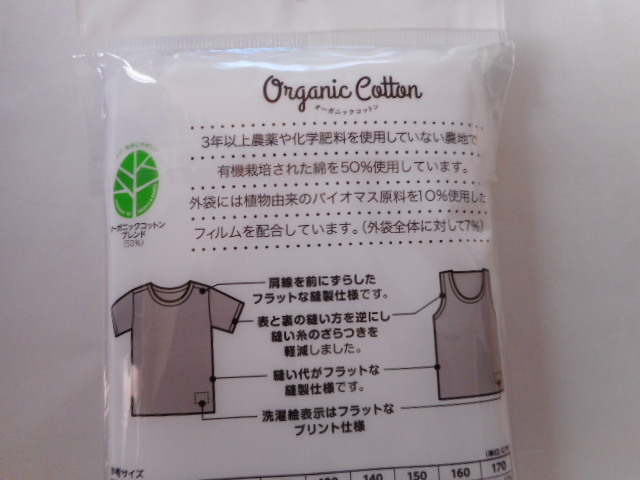 Organic Cotton
オーガニックコットン
3年以上農薬や化学肥料を使用していない農地で
有機栽培された綿を50%使用しています。
外袋には植物由来のバイオマス原料を10%使用した
フィルムを配合しています。(外袋全体に対して7%)
ーガニックコットン
ブレンド
(50%)
肩線を前にずらした
フラットな縫製仕様です。
表と裏の縫い方を逆にし
縫い糸のざらつきを
軽減しました。
縫い代がフラットな
縫製仕様です。
洗濯絵表示はフラットな
プリント仕様
参考サイズ
140 150 160 170